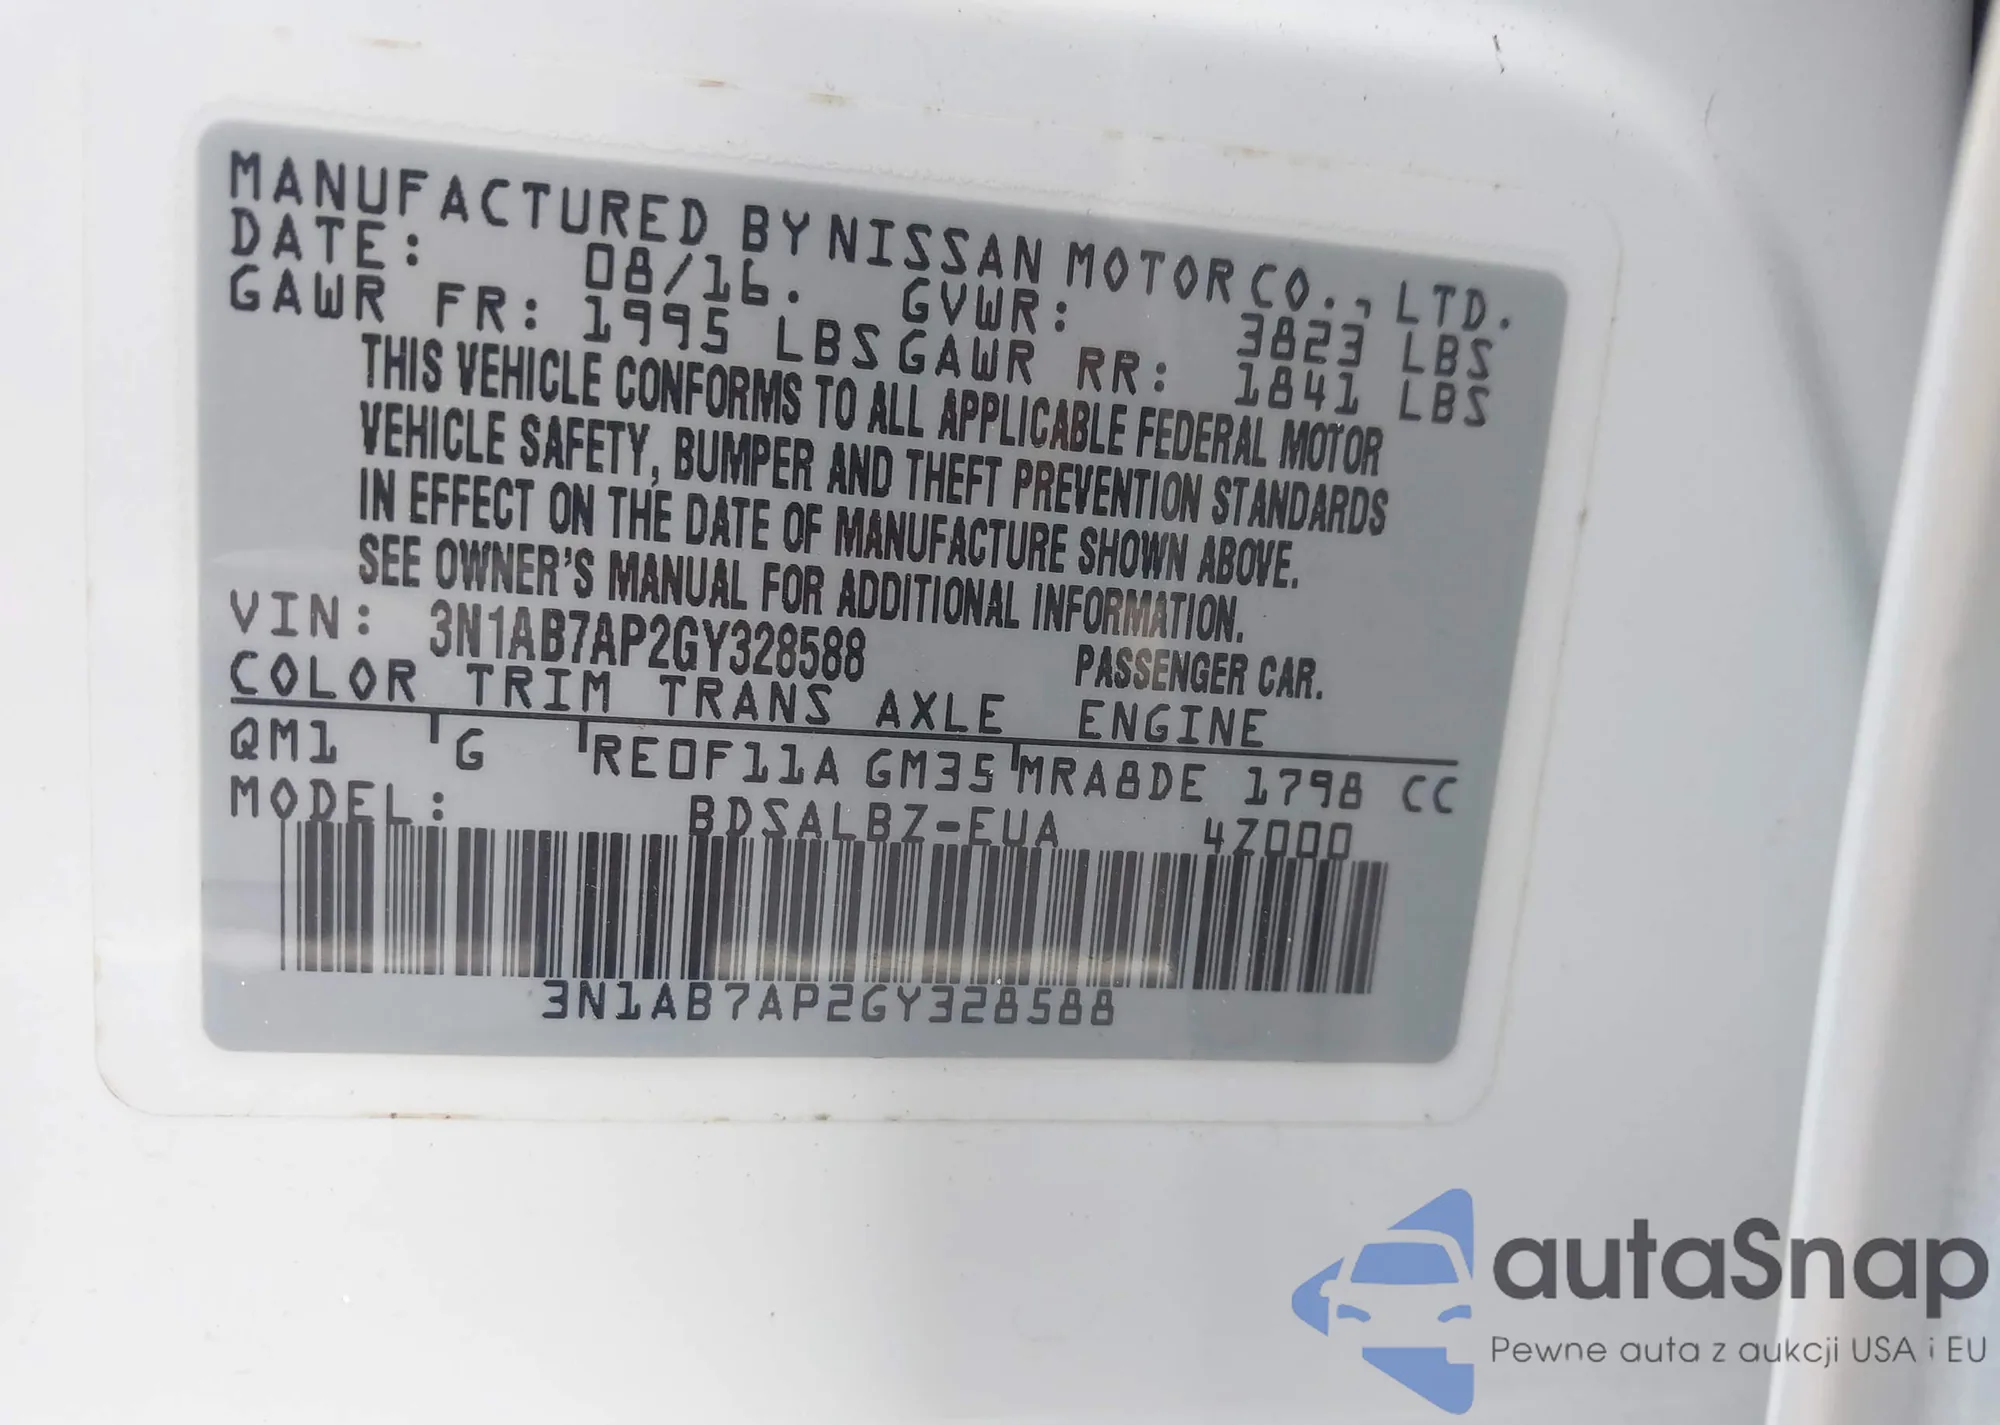 MANUFACTURED BY NISSAN MOTOR CO., LTD.
DATE: 08/16. GVWR: 3823 LBS
GAWR FR: 1995 LBS GAWR RR: 1841 LBS
THIS VEHICLE CONFORMS TO ALL APPLICABLE FEDERAL MOTOR
VEHICLE SAFETY, BUMPER AND THEFT PREVENTION STANDARDS
IN EFFECT ON THE DATE OF MANUFACTURE SHOWN ABOVE.
SEE OWNER'S MANUAL FOR ADDITIONAL INFORMATION.
VIN: 3N1AB7AP2GY328588 PASSENGER CAR.
COLOR TRIM TRANS AXLE ENGINE
QM1 G RE0F11A GM35 MRA8DE 1798 CC
MODEL: BDSALBZ-EUA 4Z000
3N1AB7AP2GY328588
autaSnap
Pewne auta z aukcji USA i EU